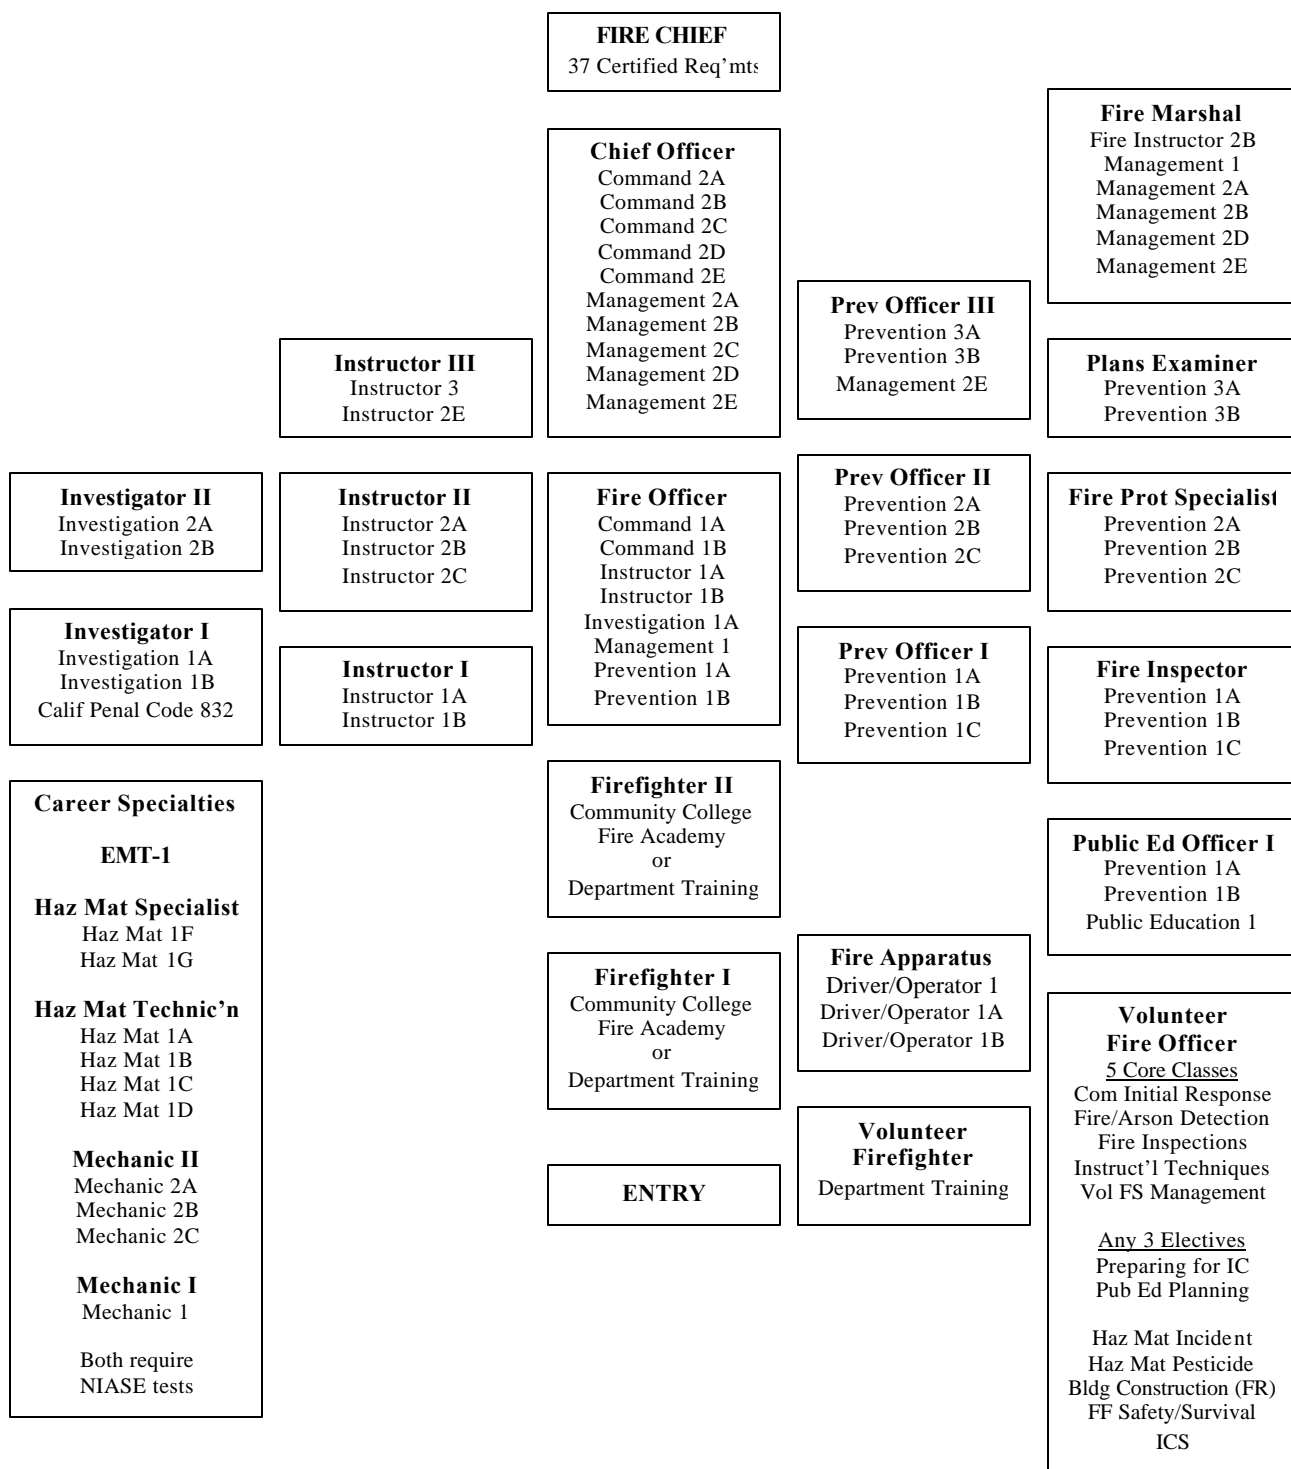 FIRE CHIEF
37 Certified Req'mts
Fire Marshal
Fire Instructor 2B
Management 1
Management 2A
Management 2B
Management 2D
Management 2E
Chief Officer
Command 2A
Command 2B
Command 2C
Command 2D
Command 2E
Management 2A
Management 2B
Management 2C
Management 2D
Management 2E
Prev Officer III
Prevention 3A
Prevention 3B
Management 2E
Instructor III
Instructor 3
Instructor 2E
Plans Examiner
Prevention 3A
Prevention 3B
Investigator II
Investigation 2A
Investigation 2B
Instructor II
Instructor 2A
Instructor 2B
Instructor 2C
Fire Officer
Command 1A
Command 1B
Instructor 1A
Instructor 1B
Investigation 1A
Management 1
Prevention 1A
Prevention 1B
Prev Officer II
Prevention 2A
Prevention 2B
Prevention 2C
Fire Prot Specialist
Prevention 2A
Prevention 2B
Prevention 2C
Investigator I
Investigation 1A
Investigation 1B
Calif Penal Code 832
Instructor I
Instructor 1A
Instructor 1B
Prev Officer I
Prevention 1A
Prevention 1B
Prevention 1C
Fire Inspector
Prevention 1A
Prevention 1B
Prevention 1C
Career Specialties
EMT-1
Haz Mat Specialist
Haz Mat 1F
Haz Mat 1G
Haz Mat Technic'n
Haz Mat 1A
Haz Mat 1B
Haz Mat 1C
Haz Mat 1D
Mechanic II
Mechanic 2A
Mechanic 2B
Mechanic 2C
Mechanic I
Mechanic 1
Both require
NIASE tests
Firefighter II
Community College
Fire Academy
or
Department Training
Public Ed Officer I
Prevention 1A
Prevention 1B
Public Education 1
Firefighter I
Community College
Fire Academy
or
Department Training
Fire Apparatus
Driver/Operator 1
Driver/Operator 1A
Driver/Operator 1B
Volunteer
Fire Officer
5 Core Classes
Com Initial Response
Fire/Arson Detection
Fire Inspections
Instruct'l Techniques
Vol FS Management
Any 3 Electives
Preparing for IC
Pub Ed Planning
Haz Mat Incident
Haz Mat Pesticide
Bldg Construction (FR)
FF Safety/Survival
ICS
Volunteer
Firefighter
Department Training
ENTRY